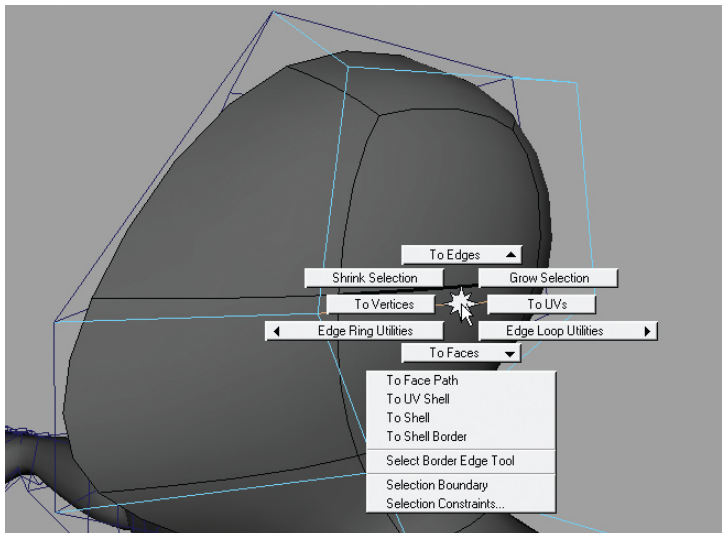 To Edges
Shrink Selection
Grow Selection
To Vertices
To UVs
Edge Ring Utilities
Edge Loop Utilities
To Faces
To Face Path
To UV Shell
To Shell
To Shell Border
Select Border Edge Tool
Selection Boundary
Selection Constraints...